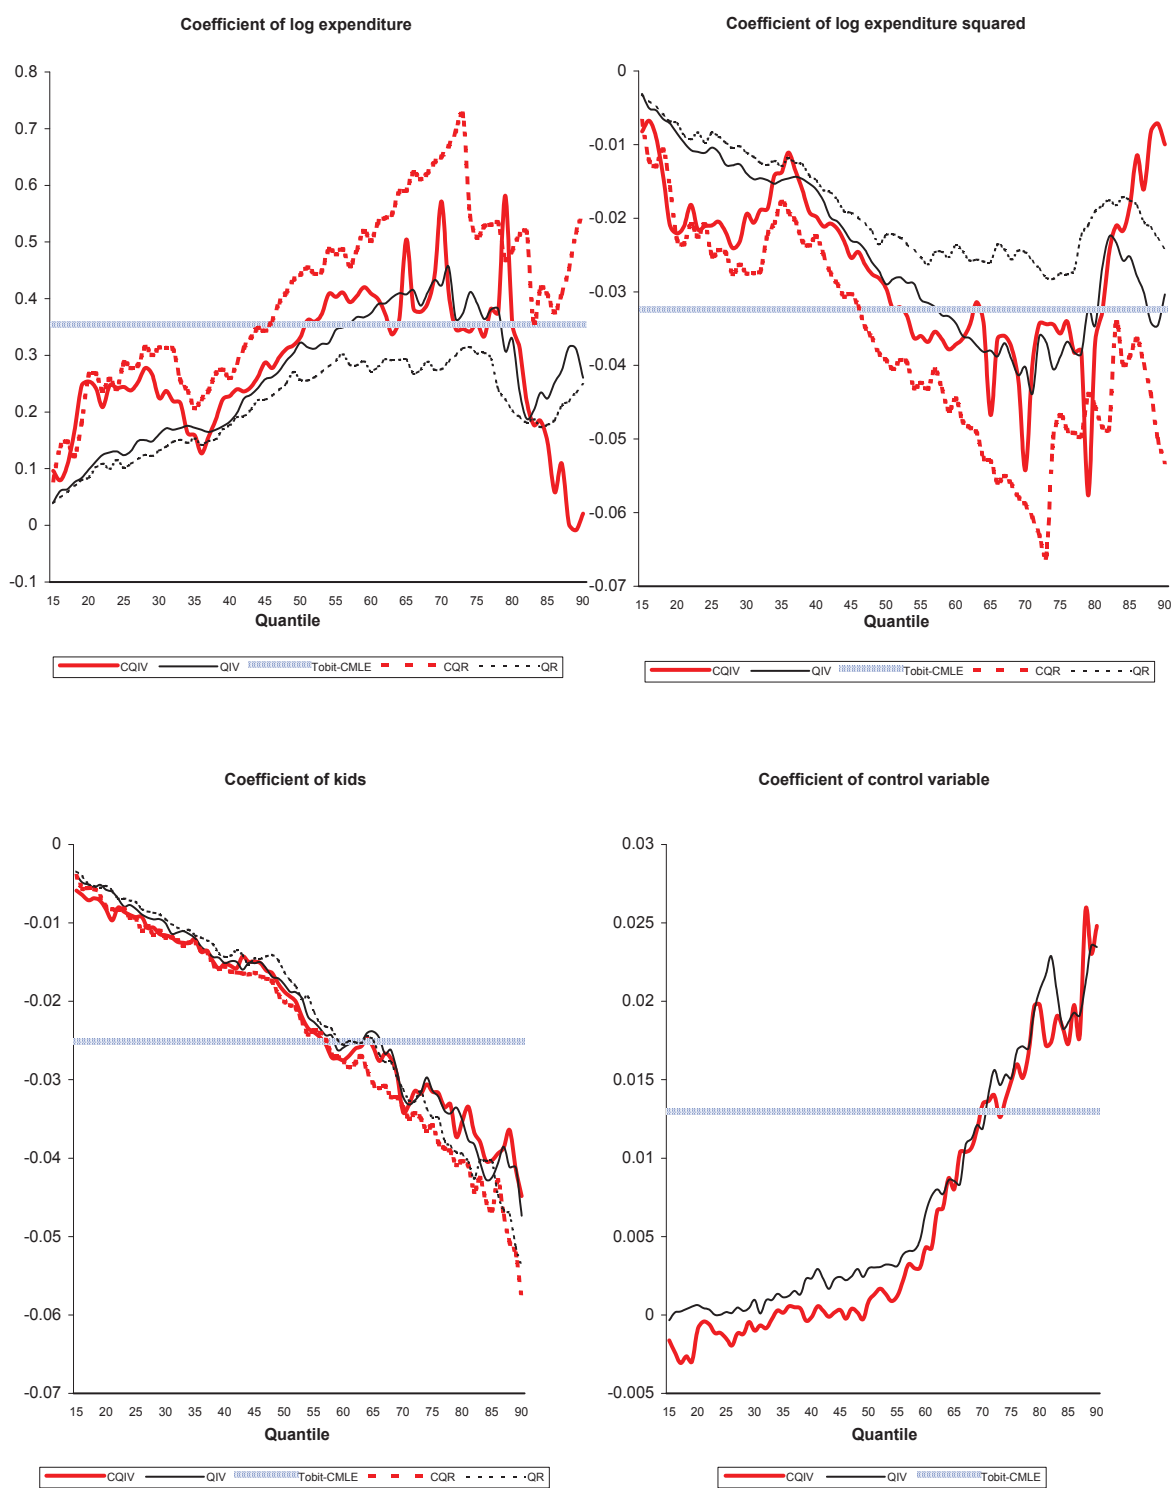 Coefficient of log expenditure
0.8
0.7
0.6
0.5
0.4
0.3
0.2
0.1
0
-0.1
15 20 25 30 35 40 45 50 55 60 65 70 75 80 85 90
Quantile
CQIV QIV Tobit-CMLE CQR QR
Coefficient of log expenditure squared
0
-0.01
-0.02
-0.03
-0.04
-0.05
-0.06
-0.07
15 20 25 30 35 40 45 50 55 60 65 70 75 80 85 90
Quantile
CQIV QIV Tobit-CMLE CQR QR
Coefficient of kids
0
-0.01
-0.02
-0.03
-0.04
-0.05
-0.06
-0.07
15 20 25 30 35 40 45 50 55 60 65 70 75 80 85 90
Quantile
CQIV QIV Tobit-CMLE CQR QR
Coefficient of control variable
0.03
0.025
0.02
0.015
0.01
0.005
0
-0.005
15 20 25 30 35 40 45 50 55 60 65 70 75 80 85 90
Quantile
CQIV QIV Tobit-CMLE